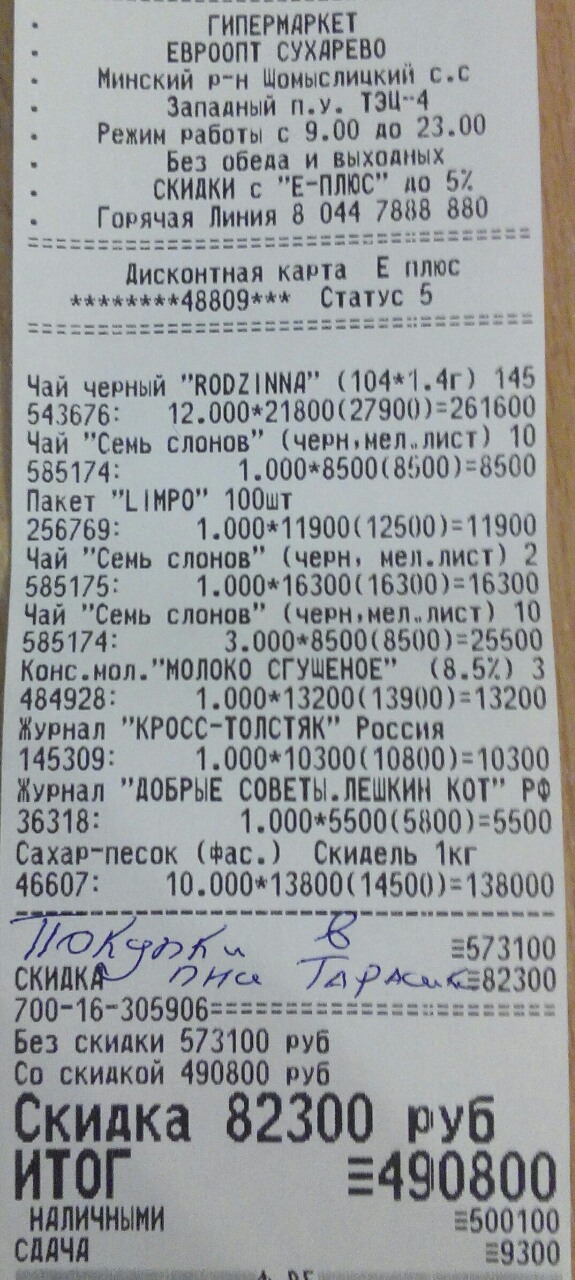 · ГИПЕРМАРКЕТ
· ЕВРООПТ СУХАРЕВО
· Минский р-н Щомыслицкий с.с
· Западный п.у. ТЭЦ-4
· Режим работы с 9.00 до 23.00
· Без обеда и выходных
· СКИДКИ с "Е-ПЛЮС" до 5%
· Горячая Линия 8 044 7888 880
================================
Дисконтная карта Е плюс
********48809*** Статус 5
================================
Чай черный "RODZINNA" (104*1.4г) 145
543676: 12.000*21800(27900)=261600
Чай "Семь слонов" (черн,мел.лист) 10
585174: 1.000*8500(8500)=8500
Пакет "LIMPO" 100шт
256769: 1.000*11900(12500)=11900
Чай "Семь слонов" (черн, мел.лист) 2
585175: 1.000*16300(16300)=16300
Чай "Семь слонов" (черн,мел.лист) 10
585174: 3.000*8500(8500)=25500
Конс.мол."МОЛОКО СГУШЕНОЕ" (8.5%) 3
484928: 1.000*13200(13900)=13200
Журнал "КРОСС-ТОЛСТЯК" Россия
145309: 1.000*10300(10800)=10300
Журнал "ДОБРЫЕ СОВЕТЫ.ЛЕШКИН КОТ" РФ
36318: 1.000*5500(5800)=5500
Сахар-песок (фас.) Скидель 1кг
46607: 10.000*13800(14500)=138000
--------------------------------
Покупки в ≡573100
СКИДКА ≡82300
700-16-305906====================
Без скидки 573100 руб
Со скидкой 490800 руб
Скидка 82300 руб
ИТОГ ≡490800
НАЛИЧНЫМИ ≡500100
СДАЧА ≡9300